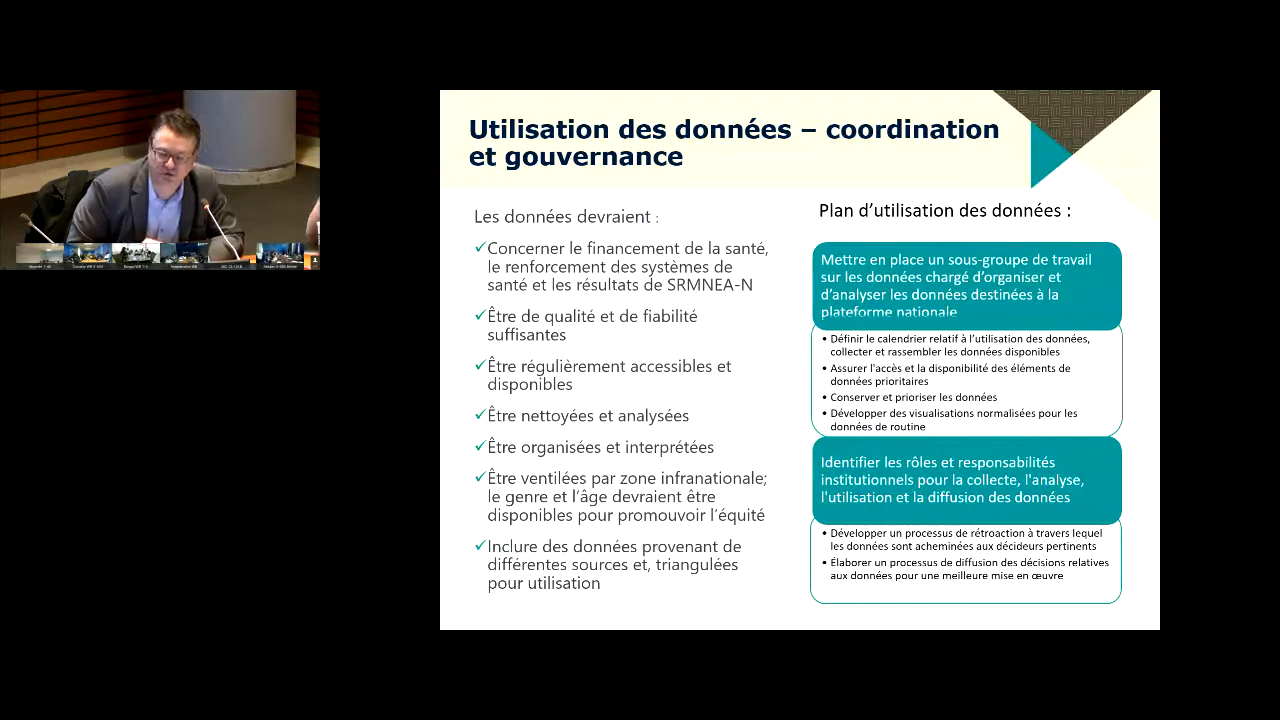 Utilisation des données – coordination
et gouvernance
Les données devraient :
✓Concerner le financement de la santé,
le renforcement des systèmes de
santé et les résultats de SRMNEA-N
✓Être de qualité et de fiabilité
suffisantes
✓Être régulièrement accessibles et
disponibles
✓Être nettoyées et analysées
✓Être organisées et interprétées
✓Être ventilées par zone infranationale;
le genre et l’âge devraient être
disponibles pour promouvoir l’équité
✓Inclure des données provenant de
différentes sources et, triangulées
pour utilisation
Plan d’utilisation des données :
Mettre en place un sous-groupe de travail
sur les données chargé d’organiser et
d’analyser les données destinées à la
plateforme nationale
• Définir le calendrier relatif à l’utilisation des données,
collecter et rassembler les données disponibles
• Assurer l'accès et la disponibilité des éléments de
données prioritaires
• Conserver et prioriser les données
• Développer des visualisations normalisées pour les
données de routine
Identifier les rôles et responsabilités
institutionnels pour la collecte, l'analyse,
l'utilisation et la diffusion des données
• Développer un processus de rétroaction à travers lequel
les données sont acheminées aux décideurs pertinents
• Élaborer un processus de diffusion des décisions relatives
aux données pour une meilleure mise en œuvre